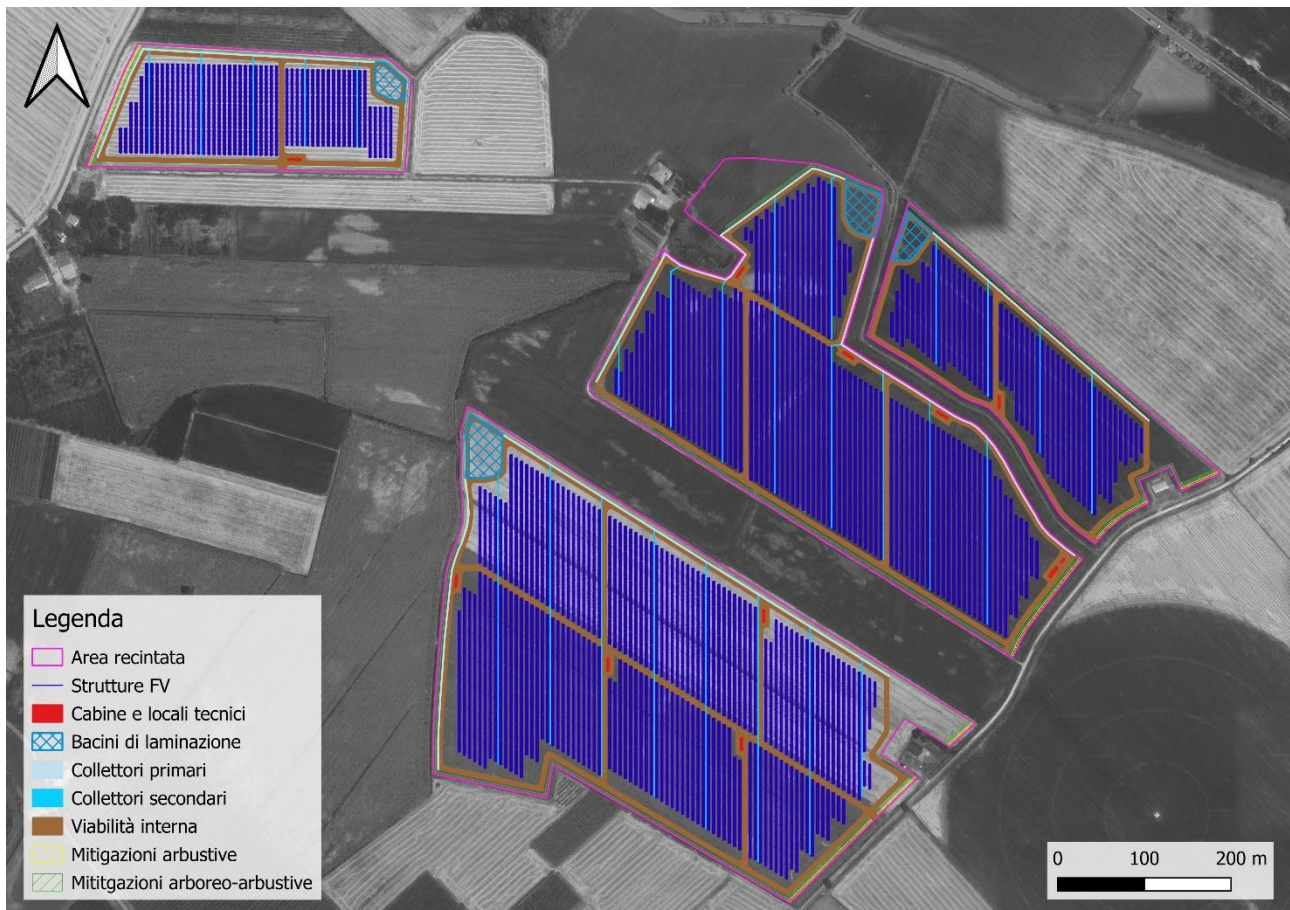 Legenda
Area recintata
Strutture FV
Cabine e locali tecnici
Bacini di laminazione
Collettori primari
Collettori secondari
Viabilità interna
Mitigazioni arbustive
Mititgazioni arboreo-arbustive
0 100 200 m